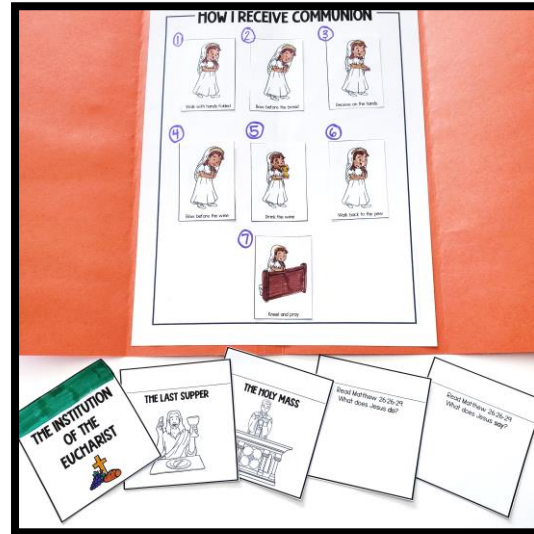 HOW I RECEIVE COMMUNION
1
2
3
Walk with hands folded
Bow before the bread
Receive on the hands
4
5
6
Bow before the wine
Drink the wine
Walk back to the pew
7
Kneel and pray
THE INSTITUTION
OF THE
EUCHARIST
THE LAST SUPPER
THE HOLY MASS
Read Matthew 26:26-29.
What does Jesus do?
Read Matthew 26:26-29.
What does Jesus say?